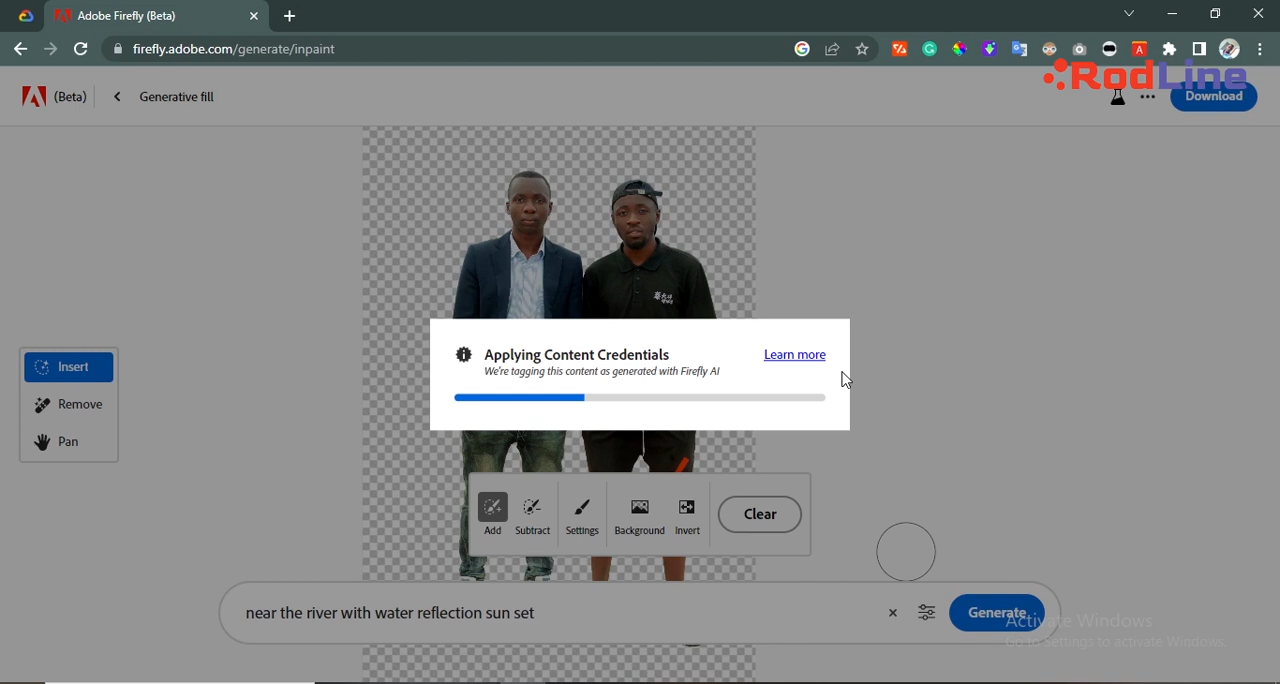 Adobe Firefly (Beta)
firefly.adobe.com/generate/inpaint
RodLine
(Beta)
Generative fill
Download
Applying Content Credentials
Learn more
We're tagging this content as generated with Firefly AI
Insert
Remove
Pan
Add
Subtract
Settings
Background
Invert
Clear
near the river with water reflection sun set
Generate
Activate Windows
Go to Settings to activate Windows.